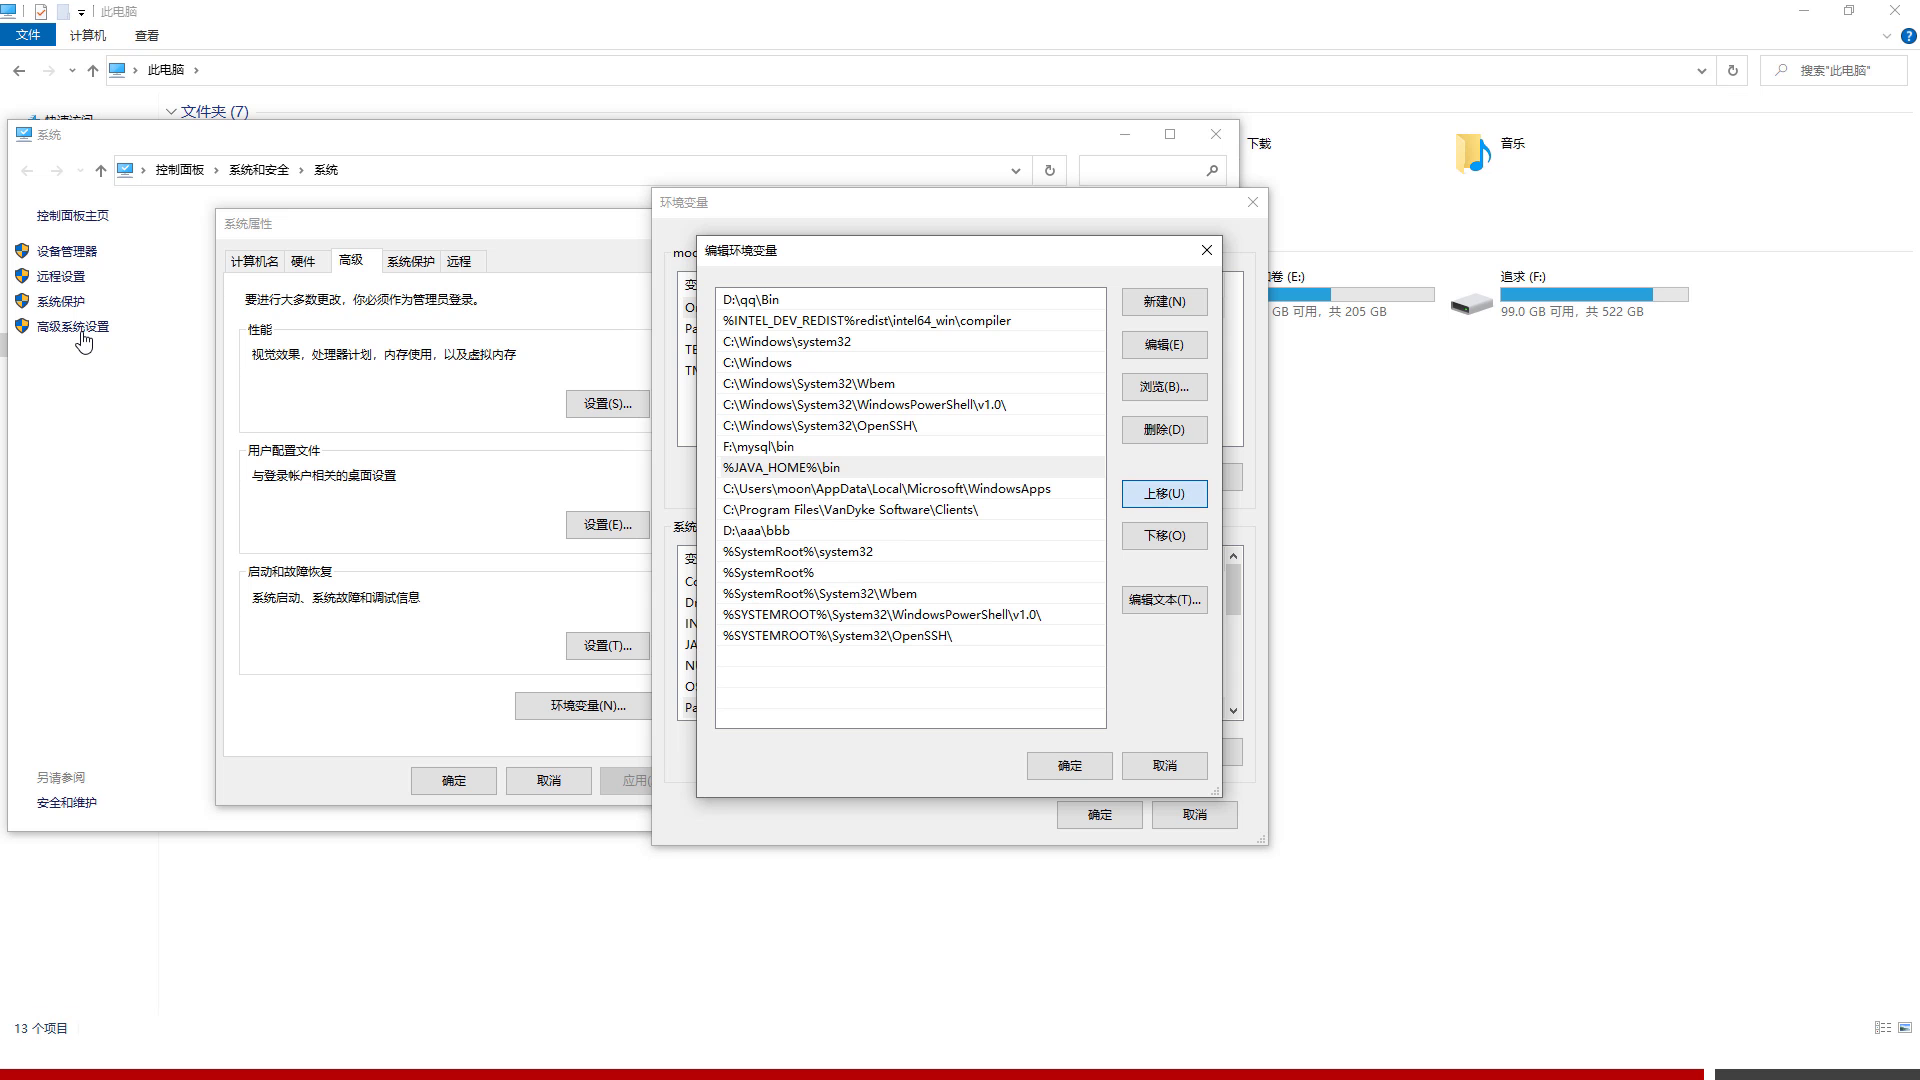 此电脑
文件
计算机
查看
此电脑
搜索"此电脑"
文件夹 (7)
下载
音乐
(E:)
GB 可用，共 205 GB
追求 (F:)
99.0 GB 可用，共 522 GB
系统
控制面板
系统和安全
系统
控制面板主页
设备管理器
远程设置
系统保护
高级系统设置
另请参阅
安全和维护
系统属性
计算机名
硬件
高级
系统保护
远程
要进行大多数更改，你必须作为管理员登录。
性能
视觉效果，处理器计划，内存使用，以及虚拟内存
设置(S)...
用户配置文件
与登录帐户相关的桌面设置
设置(E)...
启动和故障恢复
系统启动、系统故障和调试信息
设置(T)...
环境变量(N)...
确定
取消
应用(
环境变量
系统
确定
取消
编辑环境变量
D:\qq\Bin
%INTEL_DEV_REDIST%redist\intel64_win\compiler
C:\Windows\system32
C:\Windows
C:\Windows\System32\Wbem
C:\Windows\System32\WindowsPowerShell\v1.0\
C:\Windows\System32\OpenSSH\
F:\mysql\bin
%JAVA_HOME%\bin
C:\Users\moon\AppData\Local\Microsoft\WindowsApps
C:\Program Files\VanDyke Software\Clients\
D:\aaa\bbb
%SystemRoot%\system32
%SystemRoot%
%SystemRoot%\System32\Wbem
%SYSTEMROOT%\System32\WindowsPowerShell\v1.0\
%SYSTEMROOT%\System32\OpenSSH\
新建(N)
编辑(E)
浏览(B)...
删除(D)
上移(U)
下移(O)
编辑文本(T)...
确定
取消
13 个项目